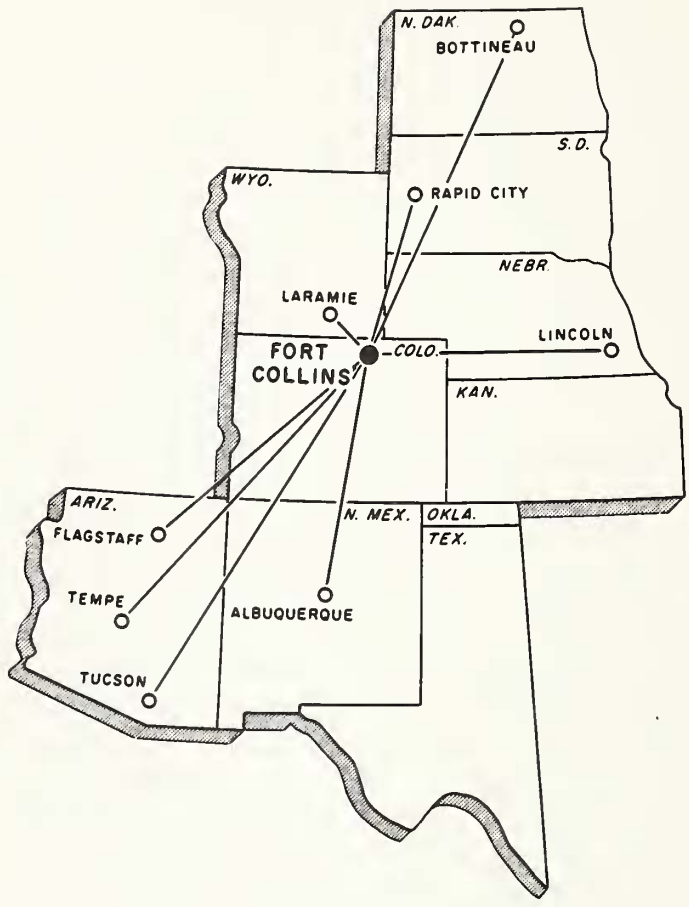 N. DAK.
BOTTINEAU
S.D.
WYO.
RAPID CITY
NEBR.
LARAMIE
LINCOLN
FORT
COLLINS
COLO.
KAN.
ARIZ.
N. MEX.
OKLA.
FLAGSTAFF
TEX.
TEMPE
ALBUQUERQUE
TUCSON